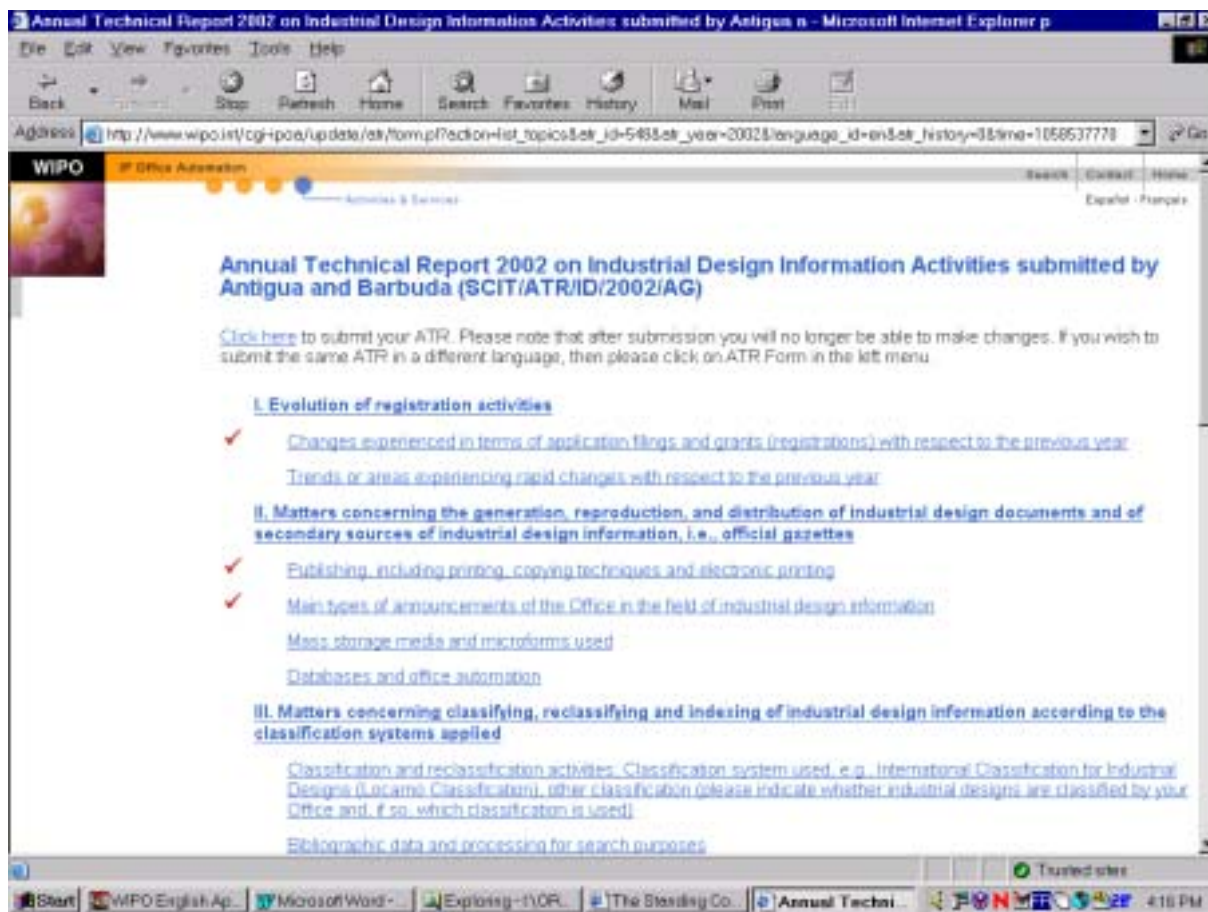 Annual Technical Report 2002 on Industrial Design Information Activities submitted by Antigua n - Microsoft Internet Explorer p
File Edit View Favorites Tools Help
Back Stop Refresh Home Search Favorites History Mail Print Edit
Address http://www.wipo.int/cgi-ipoa/update/atr/form.pl?action=list_topics&atr_id=548&atr_year=2002&language_id=en&atr_history=0&time=1058537770 Go
WIPO IP Office Automation Search Contact Home
Activities & Services Español - Français
Annual Technical Report 2002 on Industrial Design Information Activities submitted by
Antigua and Barbuda (SCIT/ATR/ID/2002/AG)
Click here to submit your ATR. Please note that after submission you will no longer be able to make changes. If you wish to
submit the same ATR in a different language, then please click on ATR Form in the left menu
I. Evolution of registration activities
Changes experienced in terms of application filings and grants (registrations) with respect to the previous year
Trends or areas experiencing rapid changes with respect to the previous year
II. Matters concerning the generation, reproduction, and distribution of industrial design documents and of
secondary sources of industrial design information, i.e., official gazettes
Publishing, including printing, copying techniques and electronic printing
Main types of announcements of the Office in the field of industrial design information
Mass storage media and microforms used
Databases and office automation
III. Matters concerning classifying, reclassifying and indexing of industrial design information according to the
classification systems applied
Classification and reclassification activities; Classification system used, e.g., International Classification for Industrial
Designs (Locarno Classification), other classification (please indicate whether industrial designs are classified by your
Office and, if so, which classification is used)
Bibliographic data and processing for search purposes
Trusted sites
Start WIPO English Ap... Microsoft Word - ... Exploring - I:\OR... The Standing Co... Annual Techni... 4:16 PM